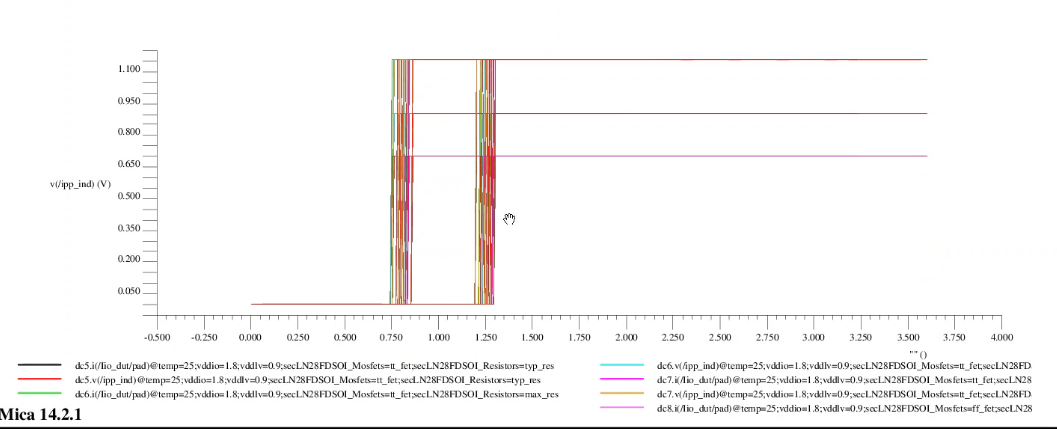 1.100
0.950
0.800
v(/ipp_ind) (V)
0.650
0.500
0.350
0.200
0.050
-0.500 -0.250 0.000 0.250 0.500 0.750 1.000 1.250 1.500 1.750 2.000 2.250 2.500 2.750 3.000 3.250 3.500 3.750 4.000
"" ()
dc5.i(/Iio_dut/pad)@temp=25;vddio=1.8;vddlv=0.9;secLN28FDSOI_Mosfets=tt_fet;secLN28FDSOI_Resistors=typ_res
dc5.v(/ipp_ind)@temp=25;vddio=1.8;vddlv=0.9;secLN28FDSOI_Mosfets=tt_fet;secLN28FDSOI_Resistors=typ_res
dc6.i(/Iio_dut/pad)@temp=25;vddio=1.8;vddlv=0.9;secLN28FDSOI_Mosfets=tt_fet;secLN28FDSOI_Resistors=max_res
dc6.v(/ipp_ind)@temp=25;vddio=1.8;vddlv=0.9;secLN28FDSOI_Mosfets=tt_fet;secLN28FD
dc7.i(/Iio_dut/pad)@temp=25;vddio=1.8;vddlv=0.9;secLN28FDSOI_Mosfets=tt_fet;secLN28
dc7.v(/ipp_ind)@temp=25;vddio=1.8;vddlv=0.9;secLN28FDSOI_Mosfets=tt_fet;secLN28FD
dc8.i(/Iio_dut/pad)@temp=25;vddio=1.8;vddlv=0.9;secLN28FDSOI_Mosfets=ff_fet;secLN28
Mica 14.2.1